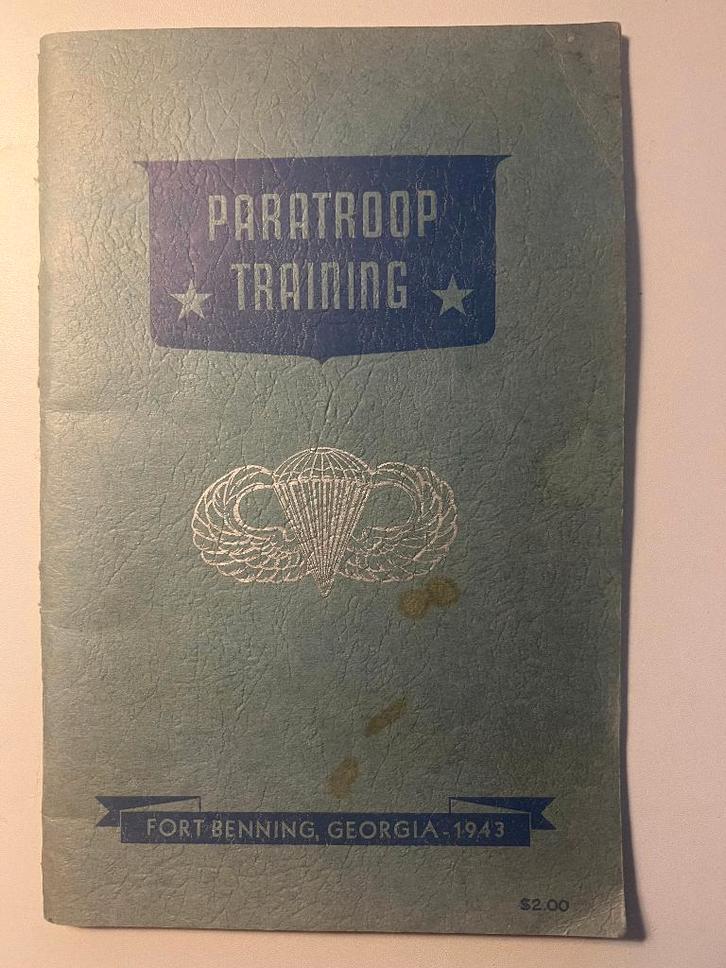 PARATROOP
TRAINING
FORT BENNING, GEORGIA - 1943
$2.00